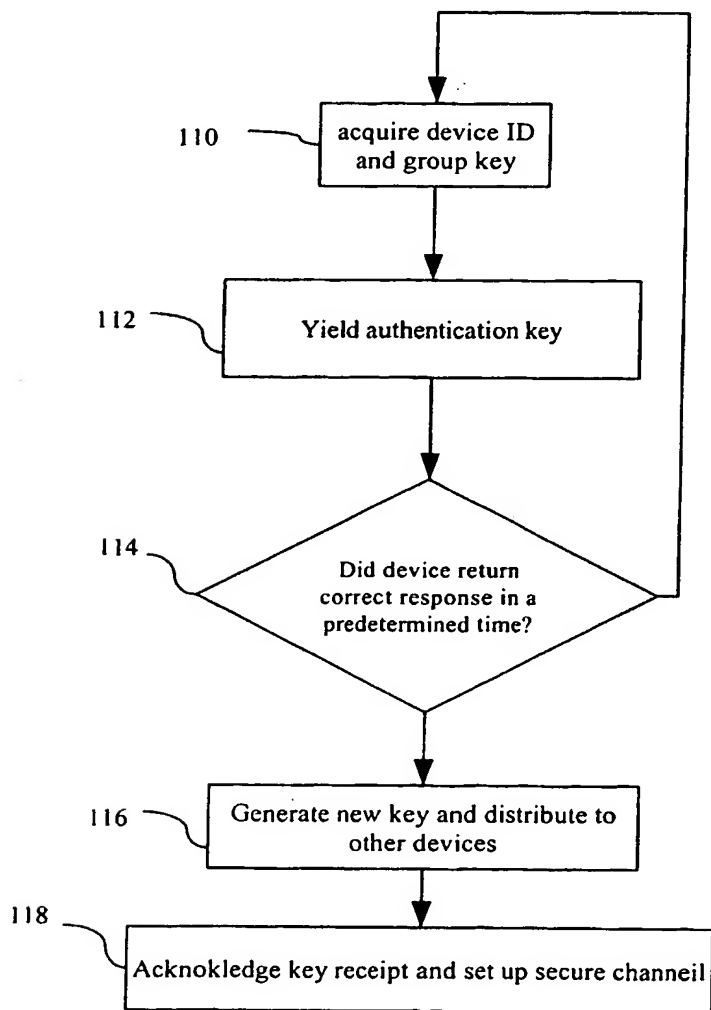 110
acquire device ID
and group key
112
Yield authentication key
114
Did device return
correct response in a
predetermined time?
116
Generate new key and distribute to
other devices
118
Acknokledge key receipt and set up secure channeil